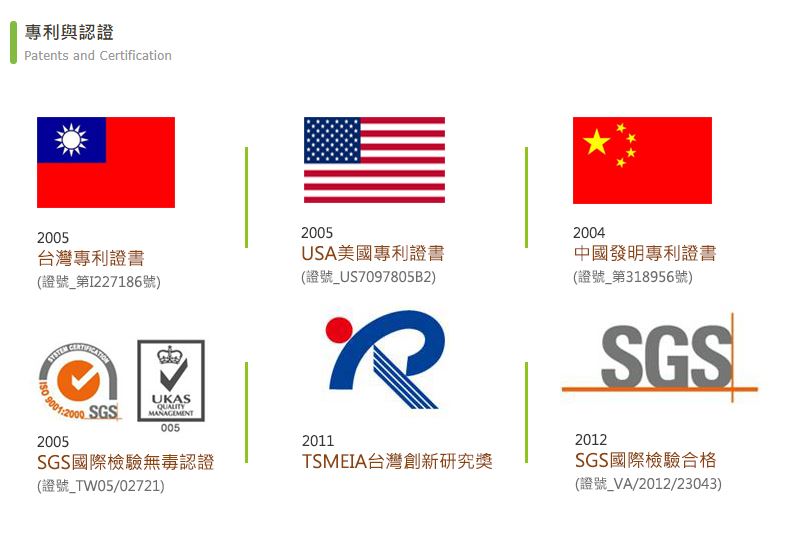 專利與認證
Patents and Certification
2005
台灣專利證書
(證號_第I227186號)
2005
USA美國專利證書
(證號_US7097805B2)
2004
中國發明專利證書
(證號_第318956號)
SYSTEM CERTIFICATION
ISO 9001:2000 SGS
UKAS
QUALITY
MANAGEMENT
005
2005
SGS國際檢驗無毒認證
(證號_TW05/02721)
R
2011
TSMEIA台灣創新研究獎
SGS
2012
SGS國際檢驗合格
(證號_VA/2012/23043)